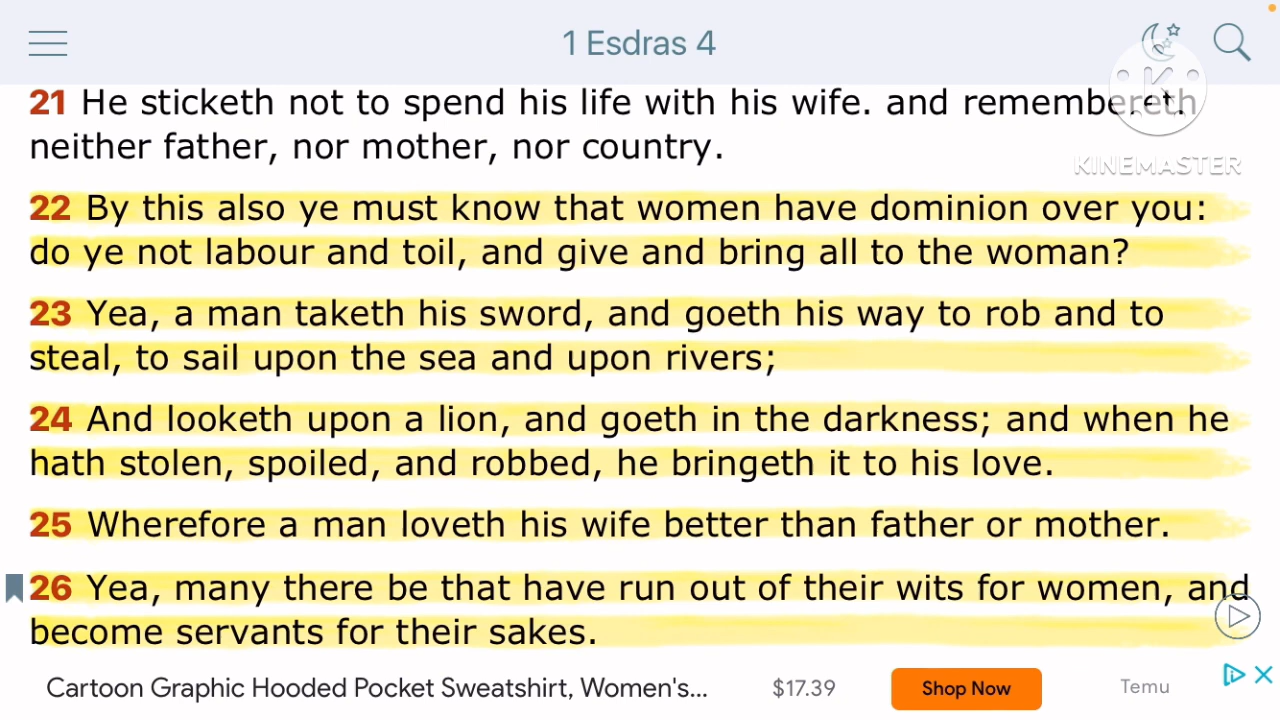 1 Esdras 4
21 He sticketh not to spend his life with his wife. and remembereth
neither father, nor mother, nor country.
KINEMASTER
22 By this also ye must know that women have dominion over you:
do ye not labour and toil, and give and bring all to the woman?
23 Yea, a man taketh his sword, and goeth his way to rob and to
steal, to sail upon the sea and upon rivers;
24 And looketh upon a lion, and goeth in the darkness; and when he
hath stolen, spoiled, and robbed, he bringeth it to his love.
25 Wherefore a man loveth his wife better than father or mother.
26 Yea, many there be that have run out of their wits for women, and
become servants for their sakes.
Cartoon Graphic Hooded Pocket Sweatshirt, Women's... $17.39 Shop Now Temu